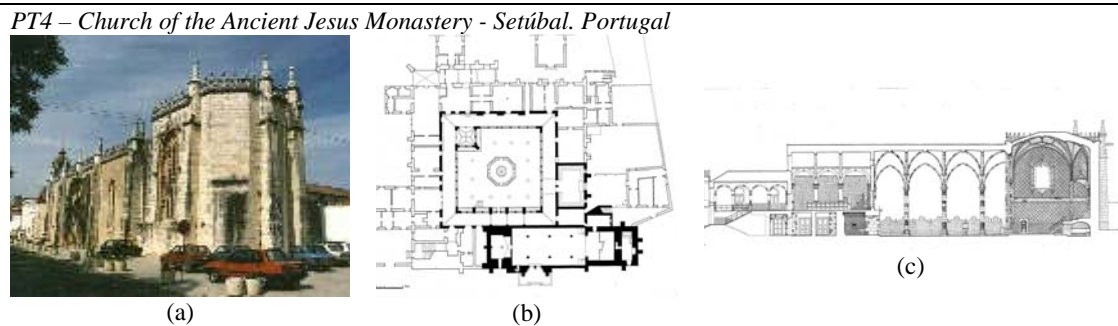 PT4 – Church of the Ancient Jesus Monastery - Setúbal. Portugal
(a)
(b)
(c)